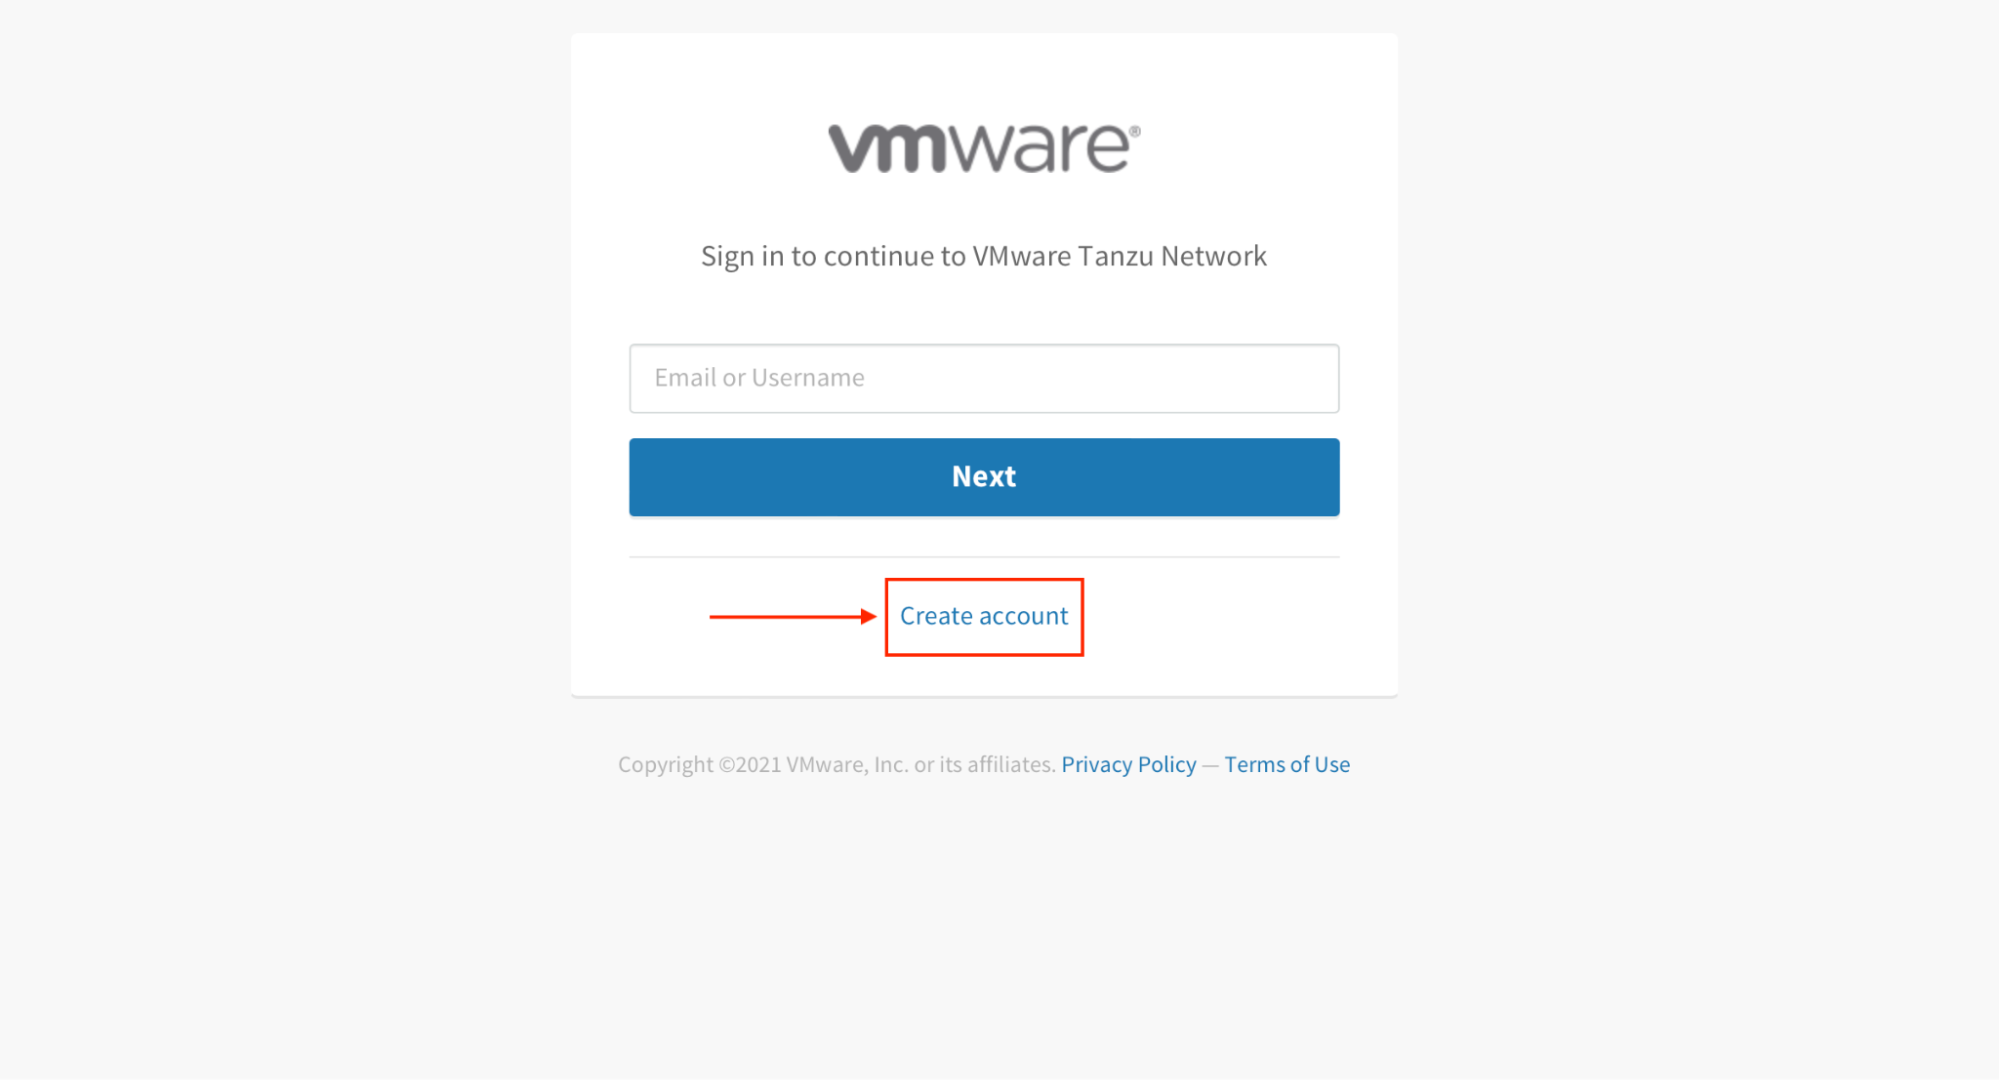 vmware®
Sign in to continue to VMware Tanzu Network
Email or Username
Next
Create account
Copyright ©2021 VMware, Inc. or its affiliates. Privacy Policy — Terms of Use